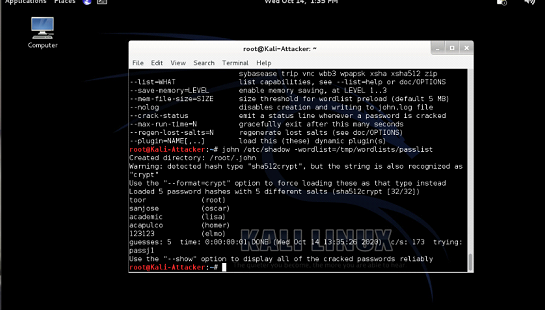 Applications Places
Wed Oct 14, 1:35 PM
Computer
root@Kali-Attacker: ~
File Edit View Search Terminal Help
sybasease trip vnc wbb3 wpapsk xsha xsha512 zip
--list=WHAT list capabilities, see --list=help or doc/OPTIONS
--save-memory=LEVEL enable memory saving, at LEVEL 1..3
--mem-file-size=SIZE size threshold for wordlist preload (default 5 MB)
--nolog disables creation and writing to john.log file
--crack-status emit a status line whenever a password is cracked
--max-run-time=N gracefully exit after this many seconds
--regen-lost-salts=N regenerate lost salts (see doc/OPTIONS)
--plugin=NAME[,..] load this (these) dynamic plugin(s)
root@Kali-Attacker:~# john /etc/shadow -wordlist=/tmp/wordlists/passlist
Created directory: /root/.john
Warning: detected hash type "sha512crypt", but the string is also recognized as
"crypt"
Use the "--format=crypt" option to force loading these as that type instead
Loaded 5 password hashes with 5 different salts (sha512crypt [32/32])
toor (root)
sanjose (oscar)
academic (lisa)
acapulco (homer)
123123 (elmo)
guesses: 5 time: 0:00:00:01 DONE (Wed Oct 14 13:35:26 2020) c/s: 173 trying:
passj1
Use the "--show" option to display all of the cracked passwords reliably
root@Kali-Attacker:~#
KALI LINUX